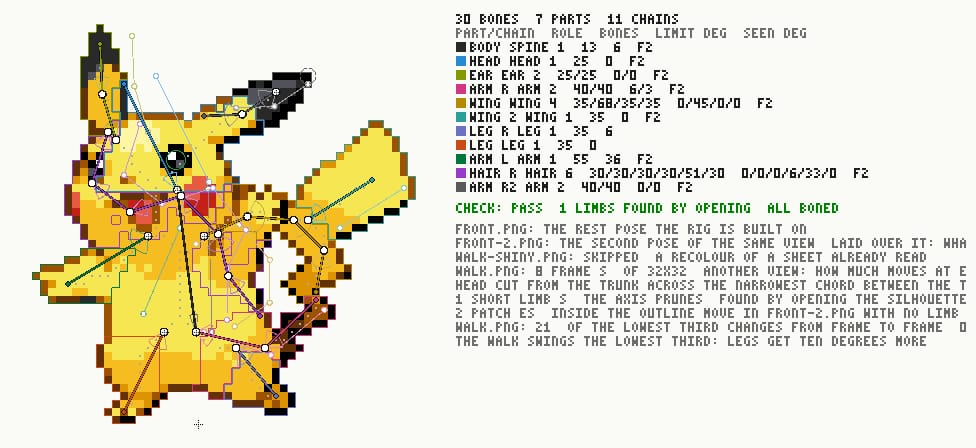 30 BONES 7 PARTS 11 CHAINS
PART/CHAIN ROLE BONES LIMIT DEG SEEN DEG
BODY SPINE 1 13 6 F2
HEAD HEAD 1 25 0 F2
EAR EAR 2 25/25 0/0 F2
ARM R ARM 2 40/40 6/3 F2
WING WING 4 35/68/35/35 0/45/0/0 F2
WING 2 WING 1 35 0 F2
LEG R LEG 1 35 6
LEG LEG 1 35 0
ARM L ARM 1 55 36 F2
HAIR R HAIR 6 30/30/30/30/51/30 0/0/0/6/33/0 F2
ARM R2 ARM 2 40/40 0/0 F2
CHECK: PASS 1 LIMBS FOUND BY OPENING ALL BONED
FRONT.PNG: THE REST POSE THE RIG IS BUILT ON
FRONT-2.PNG: THE SECOND POSE OF THE SAME VIEW LAID OVER IT: WHA
WALK-SHINY.PNG: SKIPPED A RECOLOUR OF A SHEET ALREADY READ
WALK.PNG: 8 FRAME S OF 32X32 ANOTHER VIEW: HOW MUCH MOVES AT E
HEAD CUT FROM THE TRUNK ACROSS THE NARROWEST CHORD BETWEEN THE T
1 SHORT LIMB S THE AXIS PRUNES FOUND BY OPENING THE SILHOUETTE
2 PATCH ES INSIDE THE OUTLINE MOVE IN FRONT-2.PNG WITH NO LIMB
WALK.PNG: 21 OF THE LOWEST THIRD CHANGES FROM FRAME TO FRAME 0
THE WALK SWINGS THE LOWEST THIRD: LEGS GET TEN DEGREES MORE